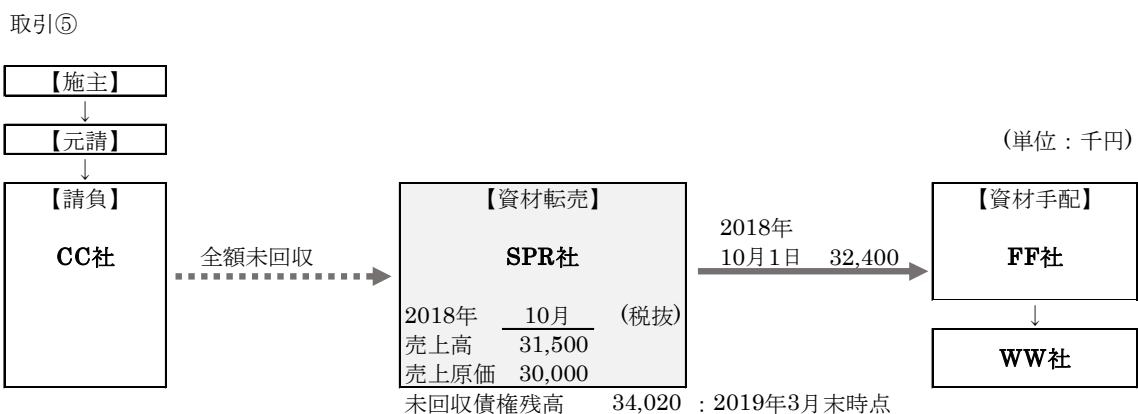 取引⑤
【施主】
↓
【元請】
(単位：千円)
↓
【請負】
【資材転売】
【資材手配】
2018年
CC社
全額未回収
SPR社
10月1日 32,400
FF社
2018年 10月 (税抜)
↓
売上高 31,500
WW社
売上原価 30,000
未回収債権残高 34,020 ：2019年3月末時点